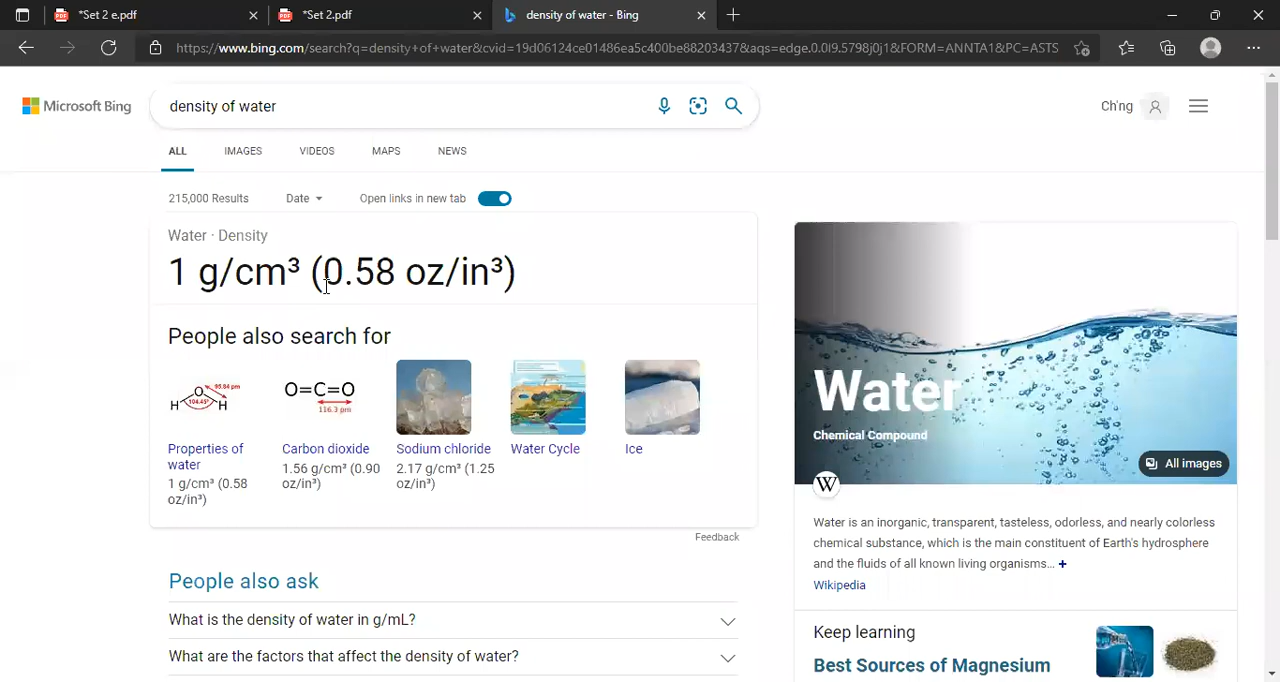 *Set 2 e.pdf
*Set 2.pdf
density of water - Bing
https://www.bing.com/search?q=density+of+water&cvid=19d06124ce01486ea5c400be88203437&aqs=edge.0.0l9.5798j0j1&FORM=ANNTA1&PC=ASTS
Microsoft Bing
density of water
Ch'ng
ALL IMAGES VIDEOS MAPS NEWS
215,000 Results Date Open links in new tab
Water · Density
1 g/cm³ (0.58 oz/in³)
People also search for
H O H 95.84 pm 104.45°
O=C=O
116.3 pm
Properties of water
1 g/cm³ (0.58
oz/in³)
Carbon dioxide
1.56 g/cm³ (0.90
oz/in³)
Sodium chloride
2.17 g/cm³ (1.25
oz/in³)
Water Cycle
Ice
Feedback
People also ask
What is the density of water in g/mL?
What are the factors that affect the density of water?
Water
Chemical Compound
All images
W
Water is an inorganic, transparent, tasteless, odorless, and nearly colorless
chemical substance, which is the main constituent of Earth's hydrosphere
and the fluids of all known living organisms... +
Wikipedia
Keep learning
Best Sources of Magnesium